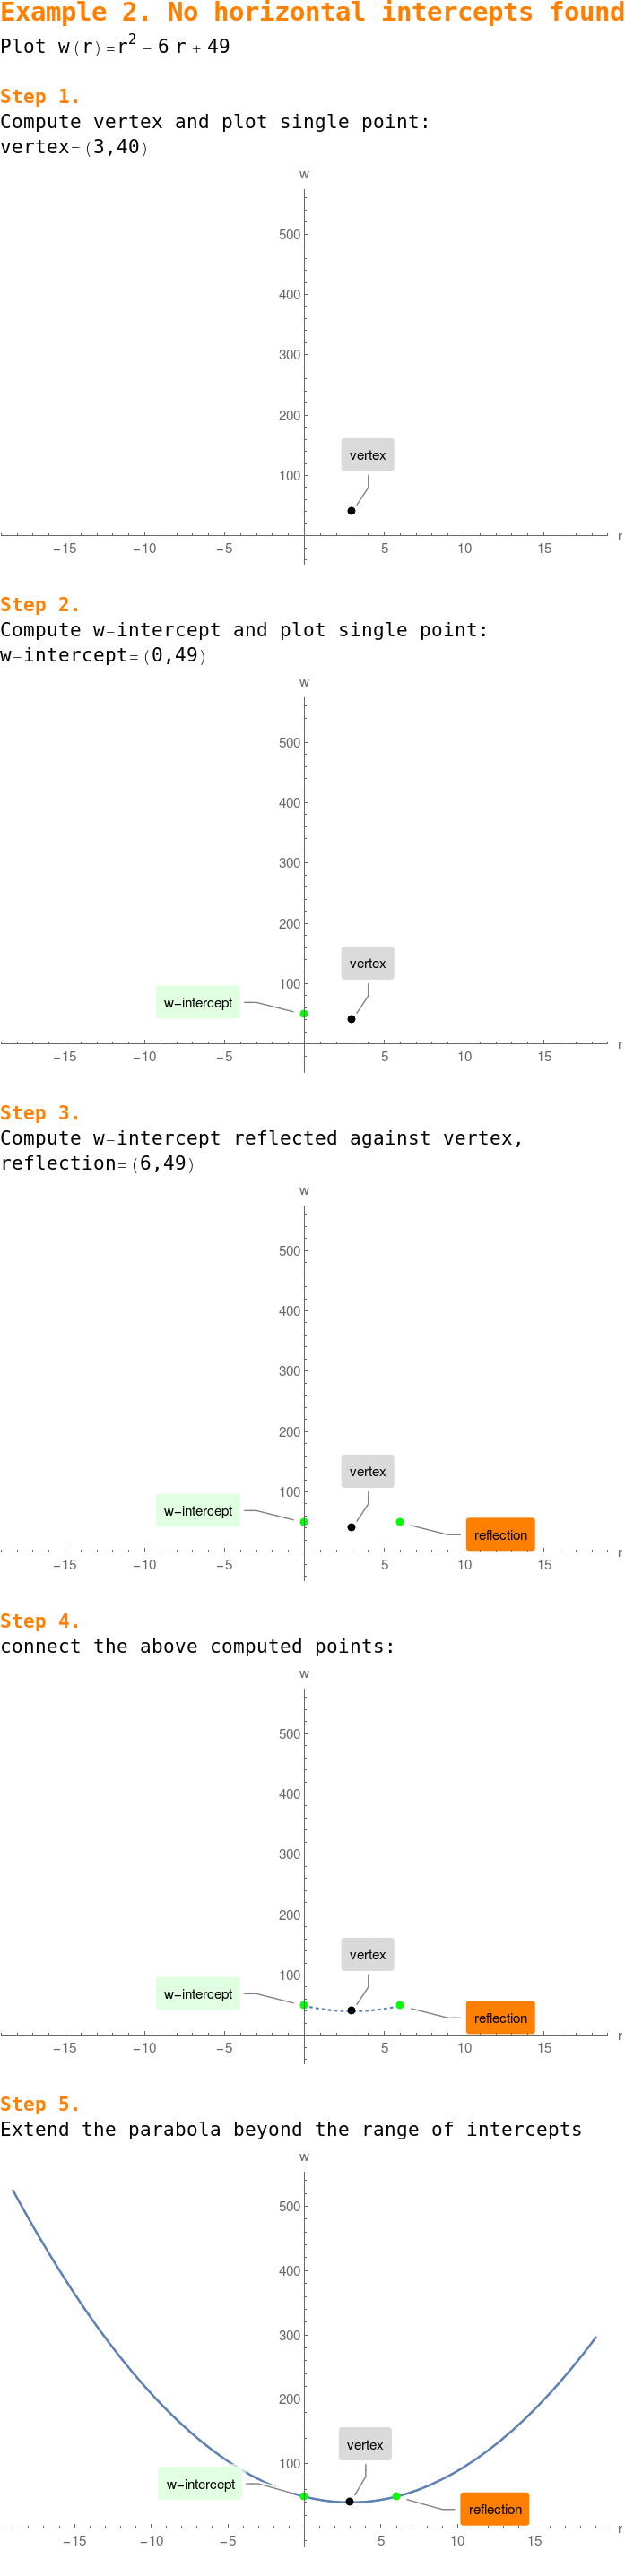 Example 2. No horizontal intercepts found
Plot w(r)=r² − 6 r + 49
Step 1.
Compute vertex and plot single point:
vertex=(3,40)
w
500
400
300
200
vertex
100
r
−15 −10 −5 5 10 15
Step 2.
Compute w−intercept and plot single point:
w−intercept=(0,49)
w
500
400
300
200
vertex
100
w−intercept
r
−15 −10 −5 5 10 15
Step 3.
Compute w−intercept reflected against vertex,
reflection=(6,49)
w
500
400
300
200
vertex
100
w−intercept
reflection
r
−15 −10 −5 5 10 15
Step 4.
connect the above computed points:
w
500
400
300
200
vertex
100
w−intercept
reflection
r
−15 −10 −5 5 10 15
Step 5.
Extend the parabola beyond the range of intercepts
w
500
400
300
200
vertex
100
w−intercept
reflection
r
−15 −10 −5 5 10 15